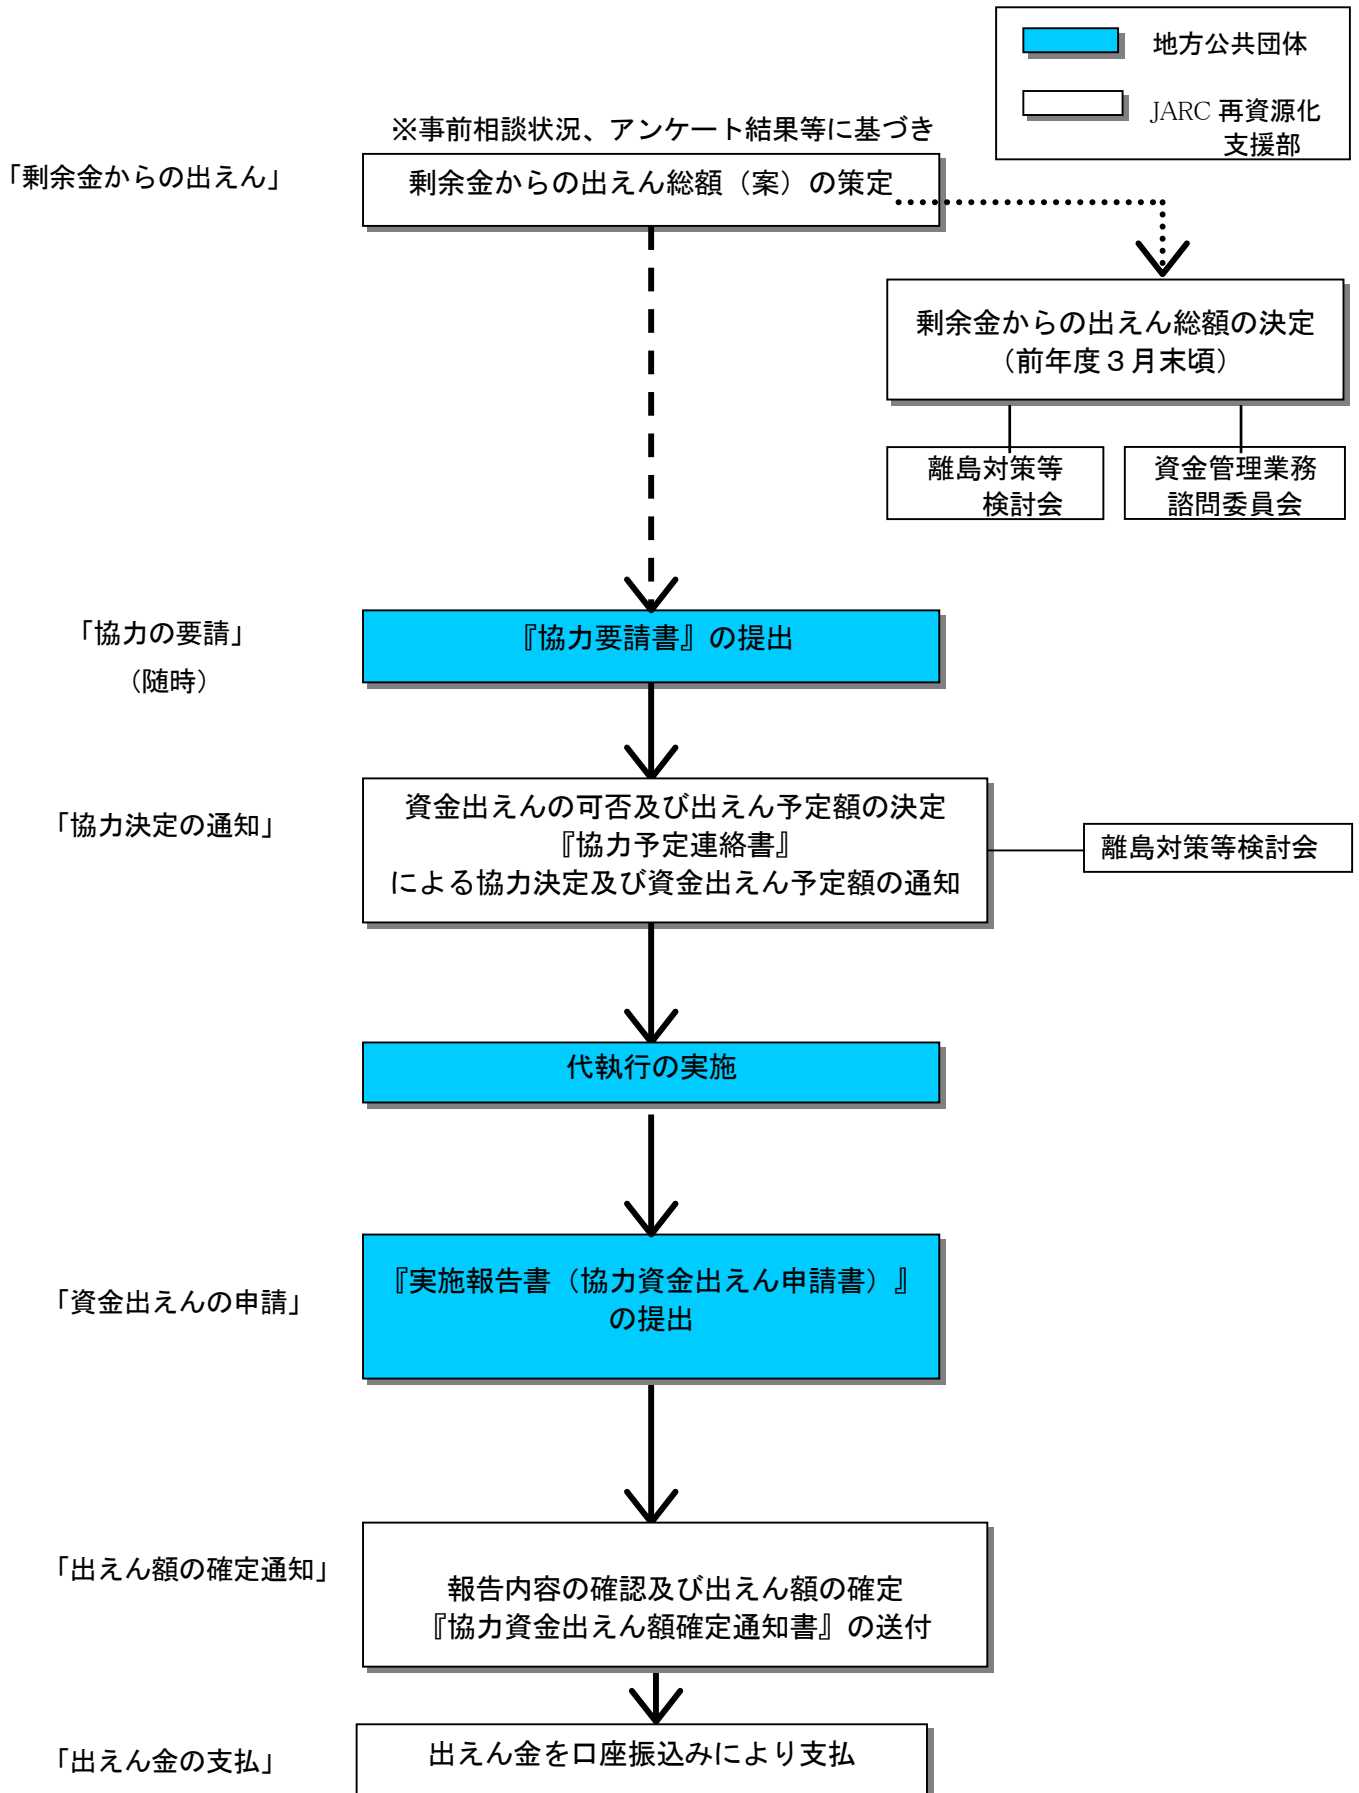 地方公共団体
JARC 再資源化
支援部
※事前相談状況、アンケート結果等に基づき
「剰余金からの出えん」
剰余金からの出えん総額（案）の策定
剰余金からの出えん総額の決定
（前年度３月末頃）
離島対策等
検討会
資金管理業務
諮問委員会
「協力の要請」
（随時）
『協力要請書』の提出
「協力決定の通知」
資金出えんの可否及び出えん予定額の決定
『協力予定連絡書』
による協力決定及び資金出えん予定額の通知
離島対策等検討会
代執行の実施
「資金出えんの申請」
『実施報告書（協力資金出えん申請書）』
の提出
「出えん額の確定通知」
報告内容の確認及び出えん額の確定
『協力資金出えん額確定通知書』の送付
「出えん金の支払」
出えん金を口座振込みにより支払